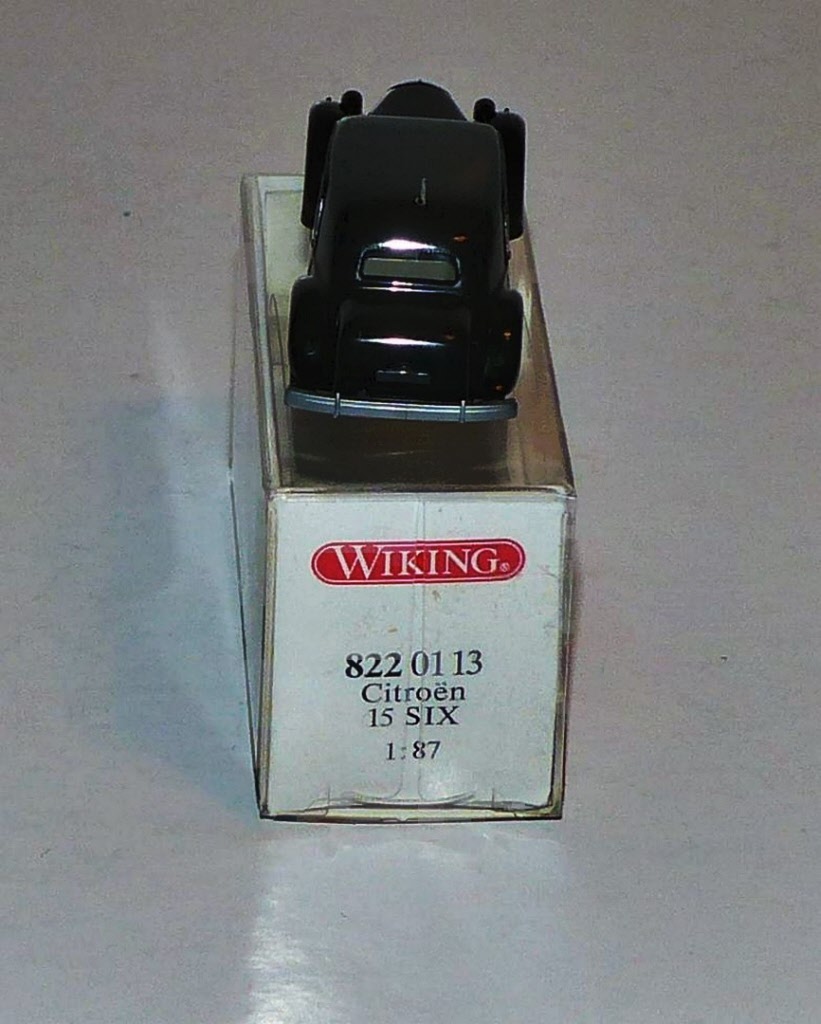 WIKING®
822 01 13
Citroën
15 SIX
1:87